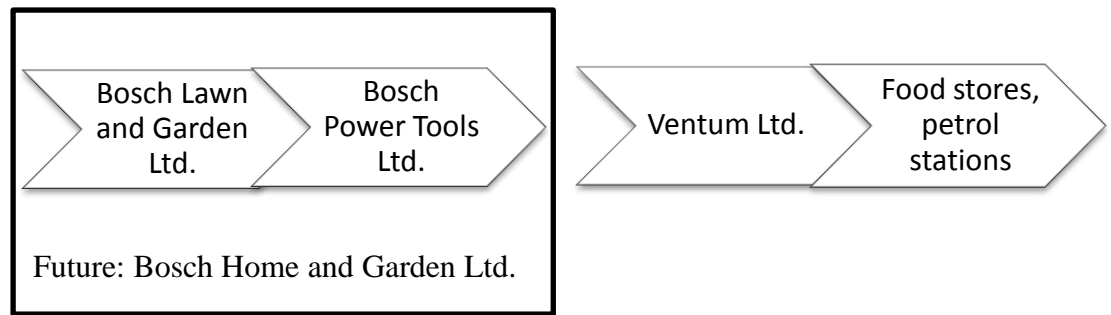 Bosch Lawn
and Garden
Ltd.
Bosch
Power Tools
Ltd.
Ventum Ltd.
Food stores,
petrol
stations
Future: Bosch Home and Garden Ltd.